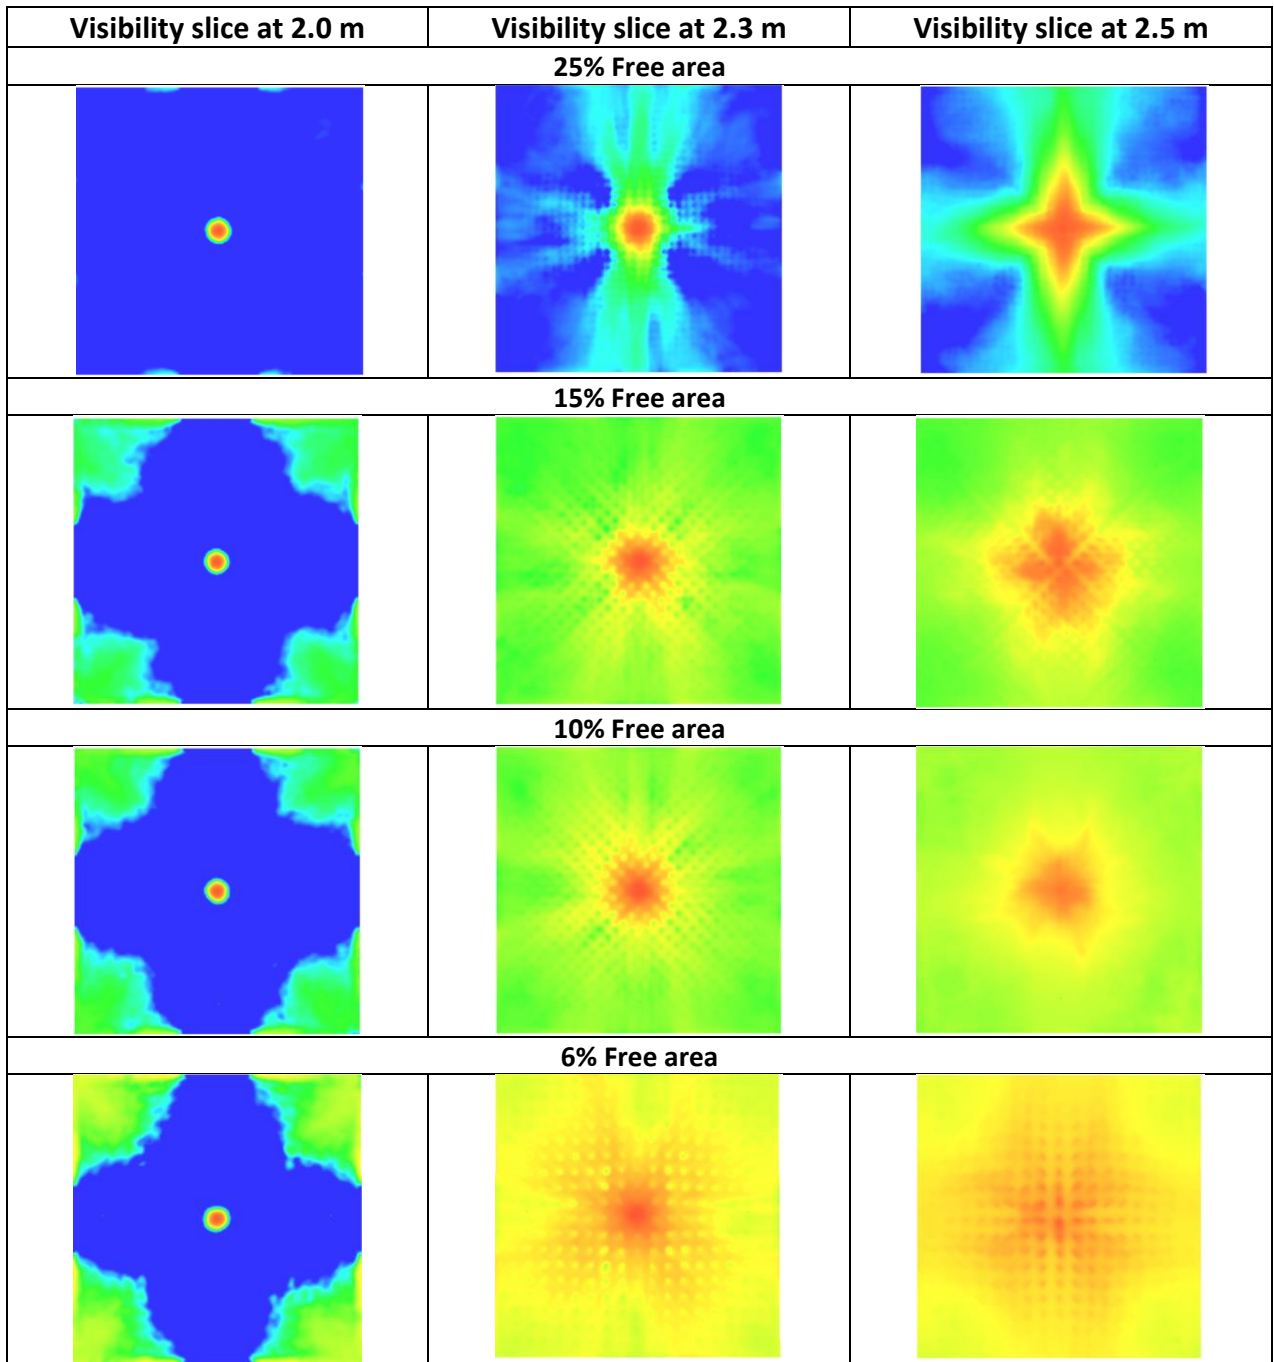 Visibility slice at 2.0 m
Visibility slice at 2.3 m
Visibility slice at 2.5 m
25% Free area
15% Free area
10% Free area
6% Free area